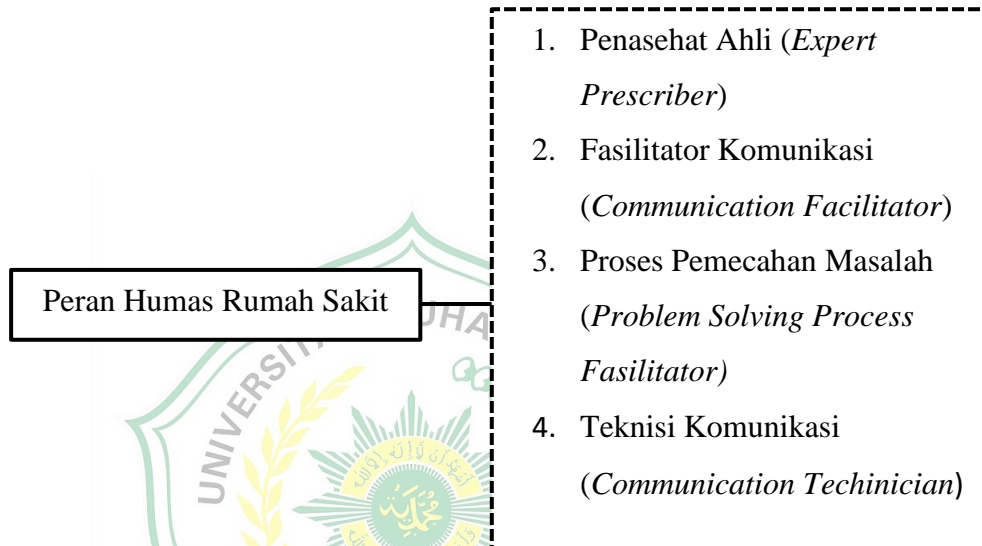 1. Penasehat Ahli (Expert
Prescriber)
2. Fasilitator Komunikasi
(Communication Facilitator)
3. Proses Pemecahan Masalah
(Problem Solving Process
Fasilitator)
4. Teknisi Komunikasi
(Communication Techinician)
Peran Humas Rumah Sakit